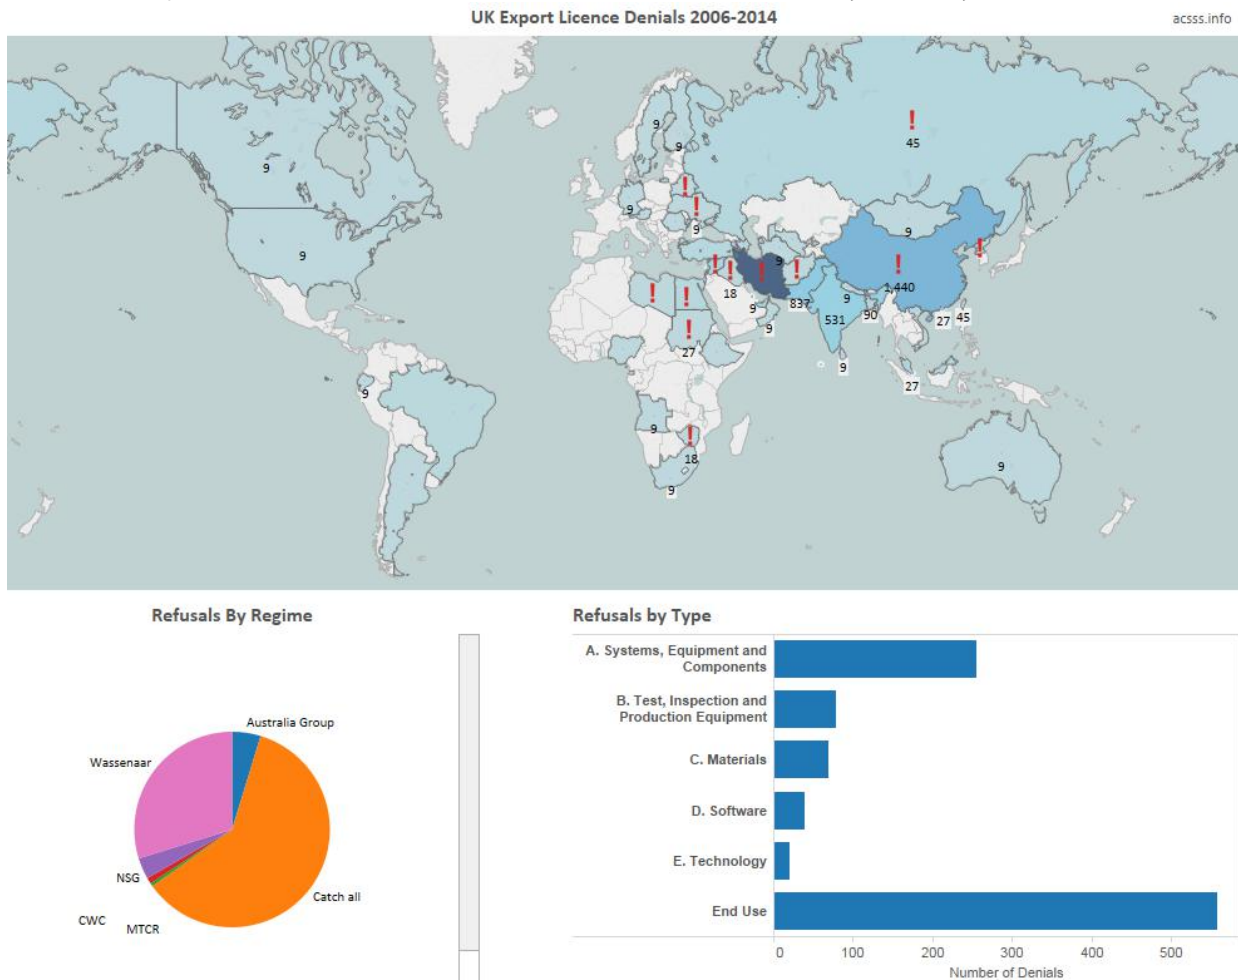 UK Export Licence Denials 2006-2014
acsss.info
9
9
45
9
9
9
9
9
9
!
!
!
!
!
!
!
!
!
!
!
!
!
18
9
9
837
9
531
1,440
90
27
45
9
27
27
9
9
18
9
9
Refusals By Regime
Australia Group
Wassenaar
NSG
Catch all
CWC
MTCR
Refusals by Type
A. Systems, Equipment and
Components
B. Test, Inspection and
Production Equipment
C. Materials
D. Software
E. Technology
End Use
0 100 200 300 400 500
Number of Denials